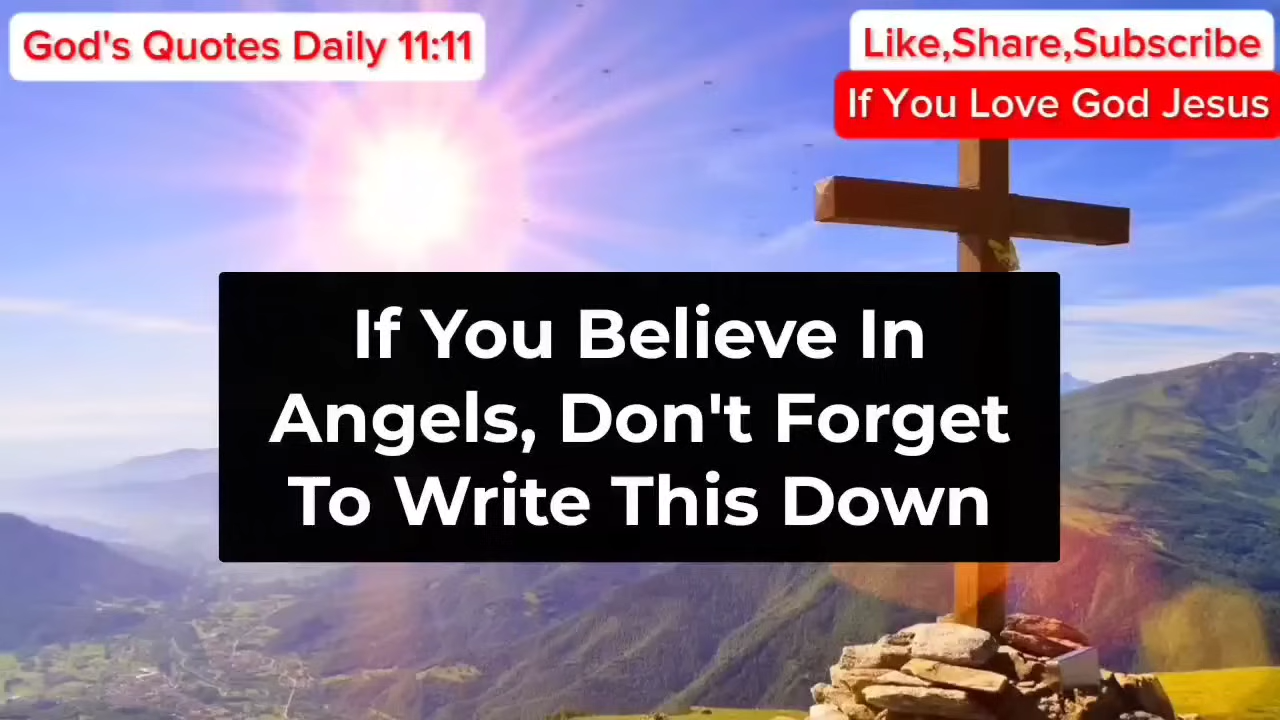 God's Quotes Daily 11:11
Like,Share,Subscribe
If You Love God Jesus
If You Believe In
Angels, Don't Forget
To Write This Down